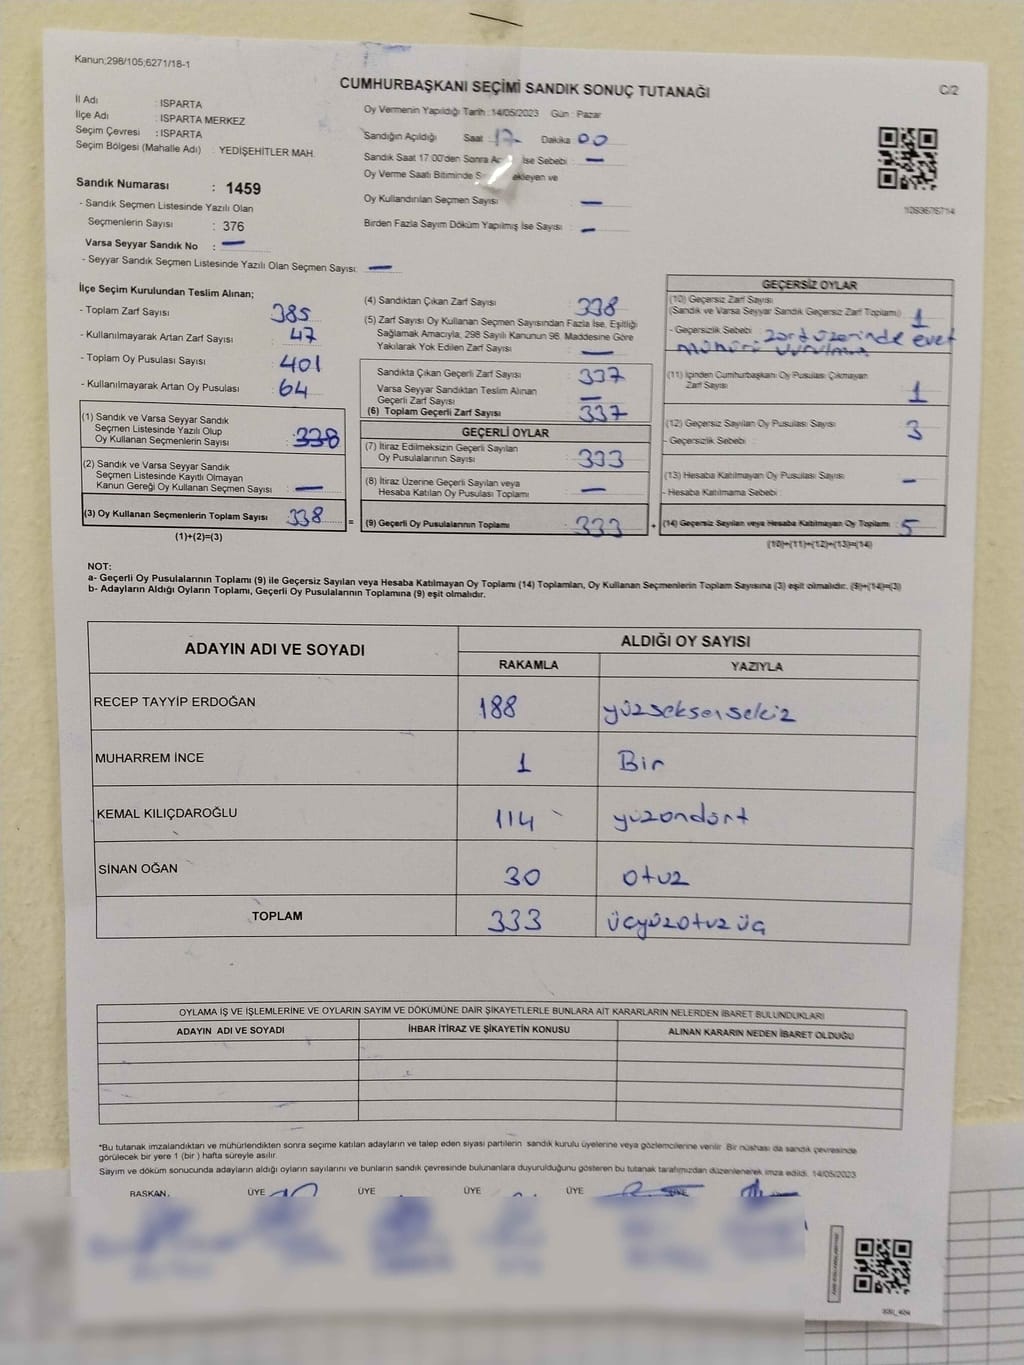 Kanun;298/105;6271/18-1
CUMHURBAŞKANI SEÇİMİ SANDIK SONUÇ TUTANAĞI
C/2
İl Adı : ISPARTA
İlçe Adı : ISPARTA MERKEZ
Seçim Çevresi : ISPARTA
Seçim Bölgesi (Mahalle Adı) : YEDİŞEHİTLER MAH.
Sandık Numarası : 1459
- Sandık Seçmen Listesinde Yazılı Olan
Seçmenlerin Sayısı : 376
Varsa Seyyar Sandık No : —
- Seyyar Sandık Seçmen Listesinde Yazılı Olan Seçmen Sayısı: —
Oy Vermenin Yapıldığı Tarih : 14/05/2023 Gün : Pazar
Sandığın Açıldığı Saat : 17 Dakika 00
Sandık Saat 17:00'den Sonra İse Sebebi : —
Oy Verme Saati Bitiminde ekleyen ve
Oy Kullandırılan Seçmen Sayısı : —
Birden Fazla Sayım Döküm Yapılmış İse Sayısı : —
İlçe Seçim Kurulundan Teslim Alınan;
- Toplam Zarf Sayısı : 385
- Kullanılmayarak Artan Zarf Sayısı : 47
- Toplam Oy Pusulası Sayısı : 401
- Kullanılmayarak Artan Oy Pusulası : 64
(1) Sandık ve Varsa Seyyar Sandık
Seçmen Listesinde Yazılı Olup
Oy Kullanan Seçmenlerin Sayısı : 338
(2) Sandık ve Varsa Seyyar Sandık
Seçmen Listesinde Kayıtlı Olmayan
Kanun Gereği Oy Kullanan Seçmen Sayısı : —
(3) Oy Kullanan Seçmenlerin Toplam Sayısı : 338 =
(1)+(2)=(3)
(4) Sandıktan Çıkan Zarf Sayısı : 338
(5) Zarf Sayısı Oy Kullanan Seçmen Sayısından Fazla İse, Eşitliği
Sağlamak Amacıyla, 298 Sayılı Kanunun 98. Maddesine Göre
Yakılarak Yok Edilen Zarf Sayısı : —
Sandıkta Çıkan Geçerli Zarf Sayısı : 337
Varsa Seyyar Sandıktan Teslim Alınan
Geçerli Zarf Sayısı : —
(6) Toplam Geçerli Zarf Sayısı : 337
GEÇERLİ OYLAR
(7) İtiraz Edilmeksizin Geçerli Sayılan
Oy Pusulalarının Sayısı : 333
(8) İtiraz Üzerine Geçerli Sayılan veya
Hesaba Katılan Oy Pusulası Toplamı : —
(9) Geçerli Oy Pusulalarının Toplamı : 333 +
GEÇERSİZ OYLAR
(10) Geçersiz Zarf Sayısı
(Sandık ve Varsa Seyyar Sandık Geçersiz Zarf Toplamı) : 1
- Geçersizlik Sebebi : zarf üzerinde evet
mühürü vurulmuş
(11) İçinden Cumhurbaşkanı Oy Pusulası Çıkmayan
Zarf Sayısı : 1
(12) Geçersiz Sayılan Oy Pusulası Sayısı : 3
- Geçersizlik Sebebi :
(13) Hesaba Katılmayan Oy Pusulası Sayısı : —
- Hesaba Katılmama Sebebi :
(14) Geçersiz Sayılan veya Hesaba Katılmayan Oy Toplamı : 5
(10)+(11)+(12)+(13)=(14)
NOT:
a- Geçerli Oy Pusulalarının Toplamı (9) ile Geçersiz Sayılan veya Hesaba Katılmayan Oy Toplamı (14) Toplamları, Oy Kullanan Seçmenlerin Toplam Sayısına (3) eşit olmalıdır. (9)+(14)=(3)
b- Adayların Aldığı Oyların Toplamı, Geçerli Oy Pusulalarının Toplamına (9) eşit olmalıdır.
ADAYIN ADI VE SOYADI ALDIĞI OY SAYISI
RAKAMLA YAZIYLA
RECEP TAYYİP ERDOĞAN 188 yüzseksensekiz
MUHARREM İNCE 1 Bir
KEMAL KILIÇDAROĞLU 114 yüzondört
SİNAN OĞAN 30 otuz
TOPLAM 333 üçyüzotuz üç
OYLAMA İŞ VE İŞLEMLERİNE VE OYLARIN SAYIM VE DÖKÜMÜNE DAİR ŞİKAYETLERLE BUNLARA AİT KARARLARIN NELERDEN İBARET BULUNDUKLARI
ADAYIN ADI VE SOYADI İHBAR İTİRAZ VE ŞİKAYETİN KONUSU ALINAN KARARIN NEDEN İBARET OLDUĞU
*Bu tutanak imzalandıktan ve mühürlendikten sonra seçime katılan adayların ve talep eden siyasi partilerin sandık kurulu üyelerine veya gözlemcilerine verilir. Bir nüshası da sandık çevresinde
görülecek bir yere 1 (bir ) hafta süreyle asılır.
Sayım ve döküm sonucunda adayların aldığı oyların sayılarını ve bunların sandık çevresinde bulunanlara duyurulduğunu gösteren bu tutanak tarafımızdan düzenlenerek imza edildi. 14/05/2023
BAŞKAN, ÜYE ÜYE ÜYE ÜYE